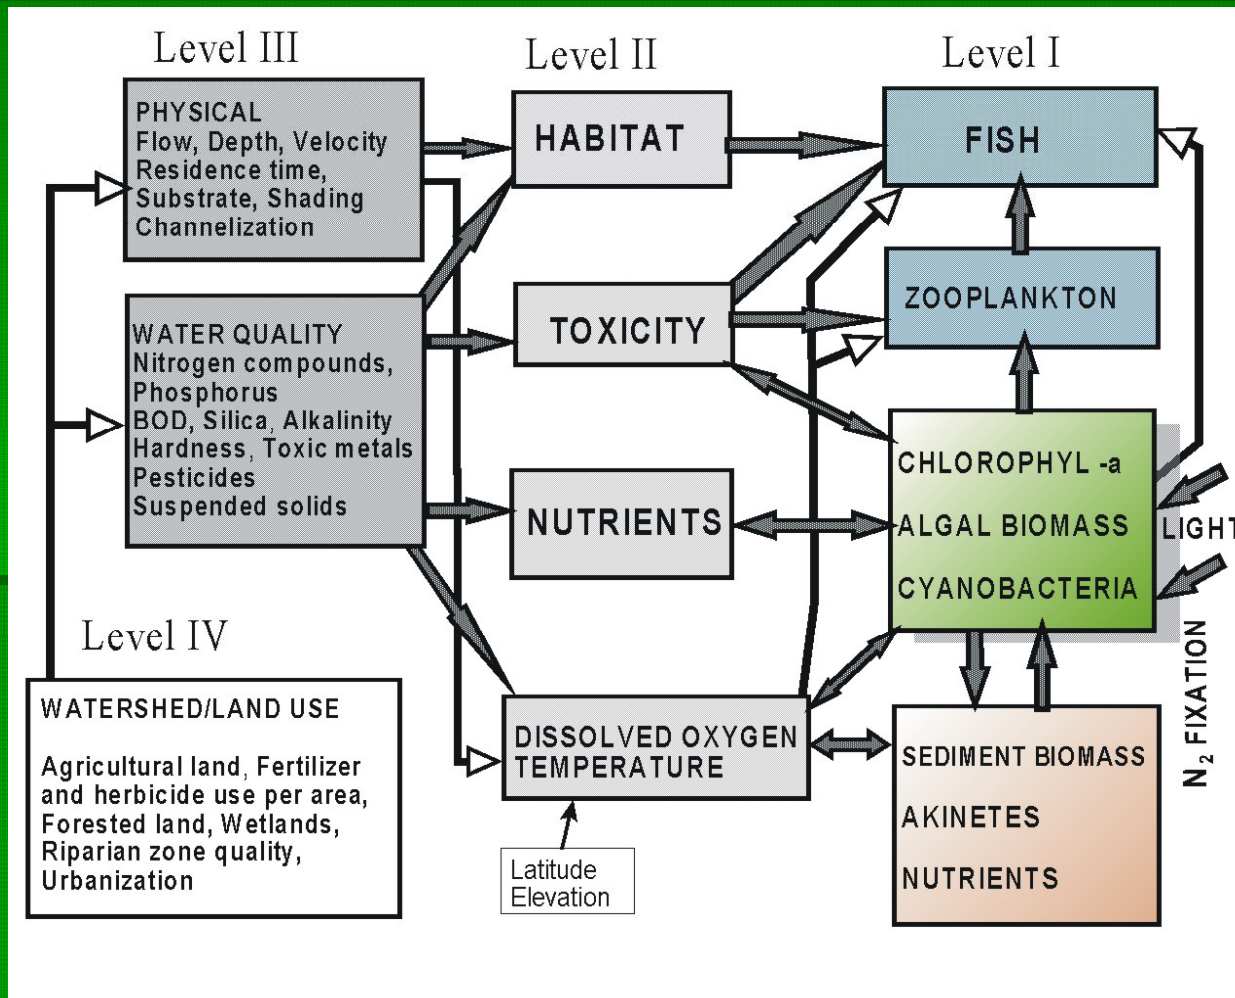 Level III
Level II
Level I
PHYSICAL
Flow, Depth, Velocity
Residence time,
Substrate, Shading
Channelization
HABITAT
FISH
WATER QUALITY
Nitrogen compounds,
Phosphorus
BOD, Silica, Alkalinity
Hardness, Toxic metals
Pesticides
Suspended solids
TOXICITY
ZOOPLANKTON
NUTRIENTS
CHLOROPHYL -a
ALGAL BIOMASS
CYANOBACTERIA
LIGHT
Level IV
WATERSHED/LAND USE
Agricultural land, Fertilizer
and herbicide use per area,
Forested land, Wetlands,
Riparian zone quality,
Urbanization
DISSOLVED OXYGEN
TEMPERATURE
Latitude
Elevation
SEDIMENT BIOMASS
AKINETES
NUTRIENTS
N₂ FIXATION